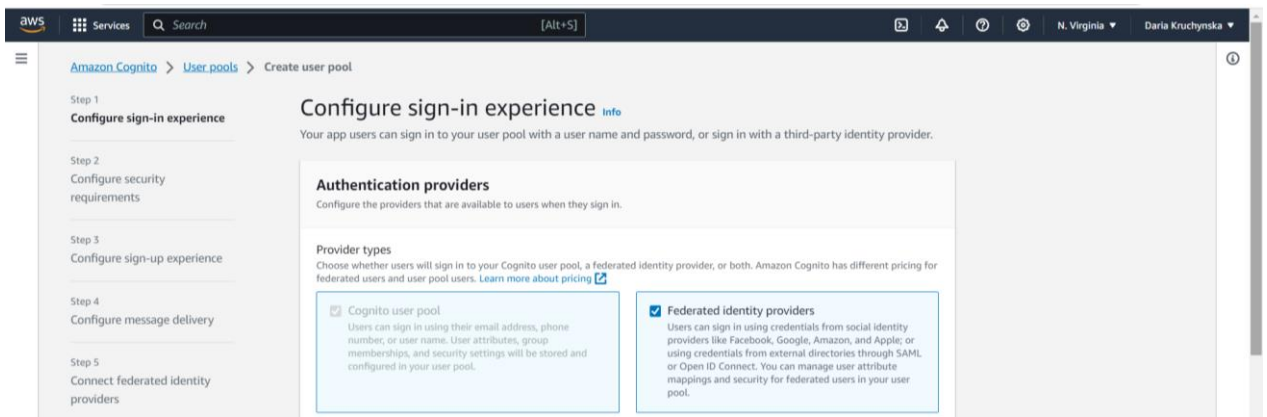 aws
Services
Search
[Alt+S]
N. Virginia ▼
Daria Kruchynska ▼
Amazon Cognito > User pools > Create user pool
Step 1
Configure sign-in experience
Step 2
Configure security
requirements
Step 3
Configure sign-up experience
Step 4
Configure message delivery
Step 5
Connect federated identity
providers
Configure sign-in experience Info
Your app users can sign in to your user pool with a user name and password, or sign in with a third-party identity provider.
Authentication providers
Configure the providers that are available to users when they sign in.
Provider types
Choose whether users will sign in to your Cognito user pool, a federated identity provider, or both. Amazon Cognito has different pricing for
federated users and user pool users. Learn more about pricing
Cognito user pool
Users can sign in using their email address, phone
number, or user name. User attributes, group
memberships, and security settings will be stored and
configured in your user pool.
Federated identity providers
Users can sign in using credentials from social identity
providers like Facebook, Google, Amazon, and Apple; or
using credentials from external directories through SAML
or Open ID Connect. You can manage user attribute
mappings and security for federated users in your user
pool.